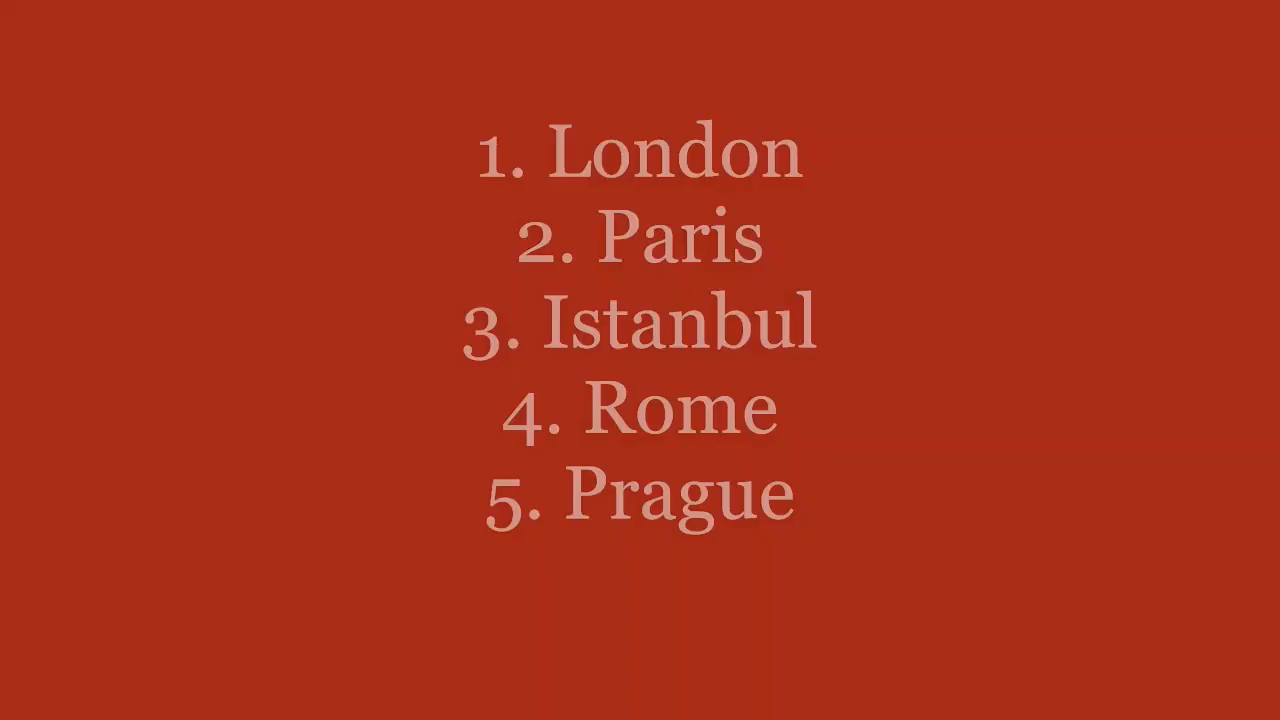 1. London
2. Paris
3. Istanbul
4. Rome
5. Prague